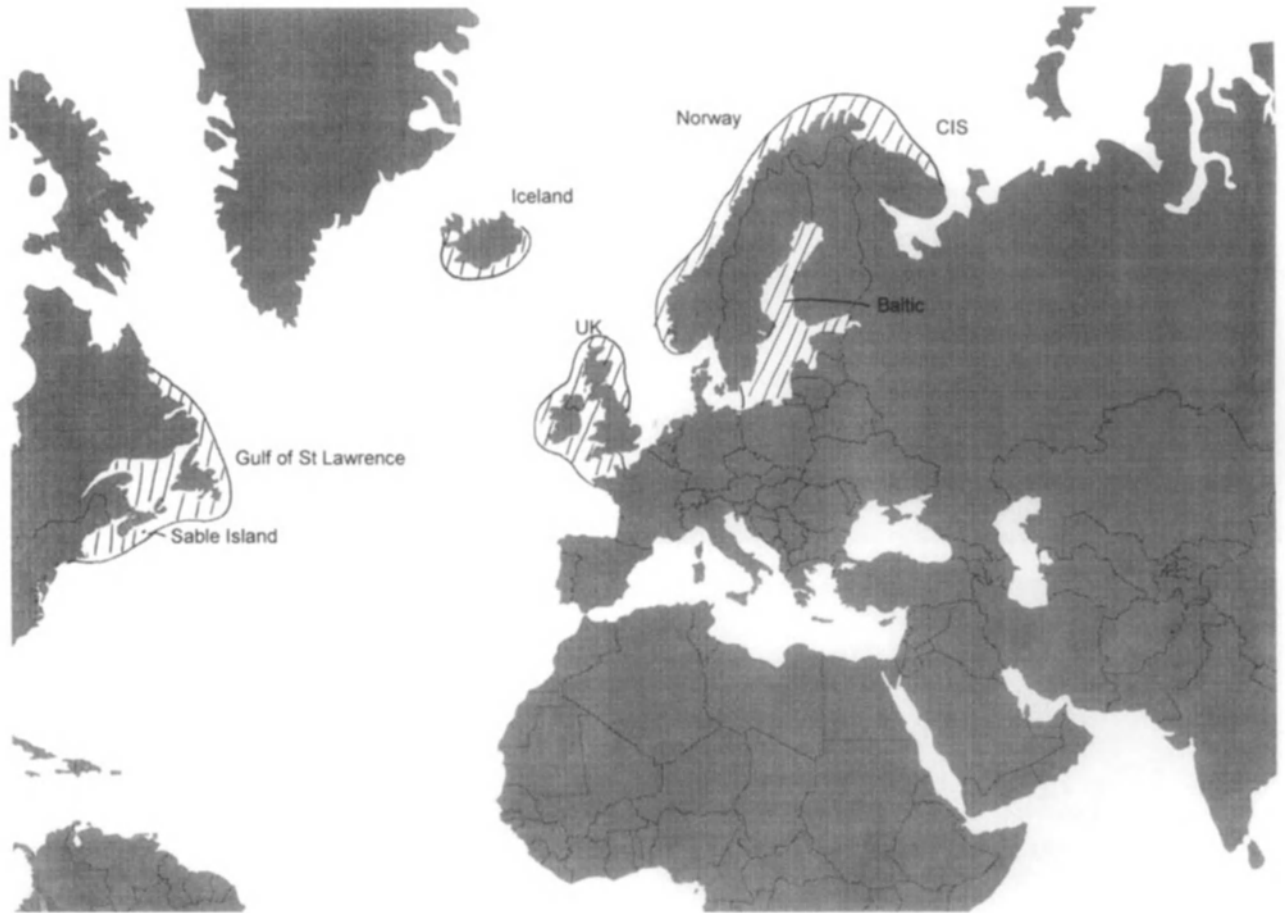 Norway
CIS
Iceland
Baltic
UK
Gulf of St Lawrence
Sable Island